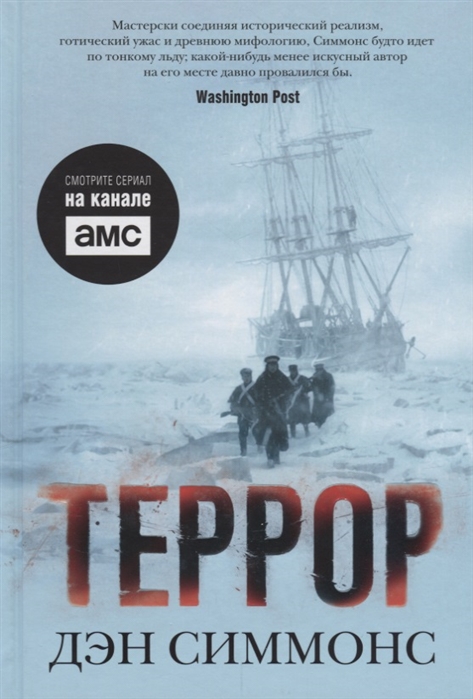 Мастерски соединяя исторический реализм,
готический ужас и древнюю мифологию, Симмонс будто идет
по тонкому льду; какой-нибудь менее искусный автор
на его месте давно провалился бы.
Washington Post
СМОТРИТЕ СЕРИАЛ
на канале
aмc
ТЕРРОР
ДЭН СИММОНС